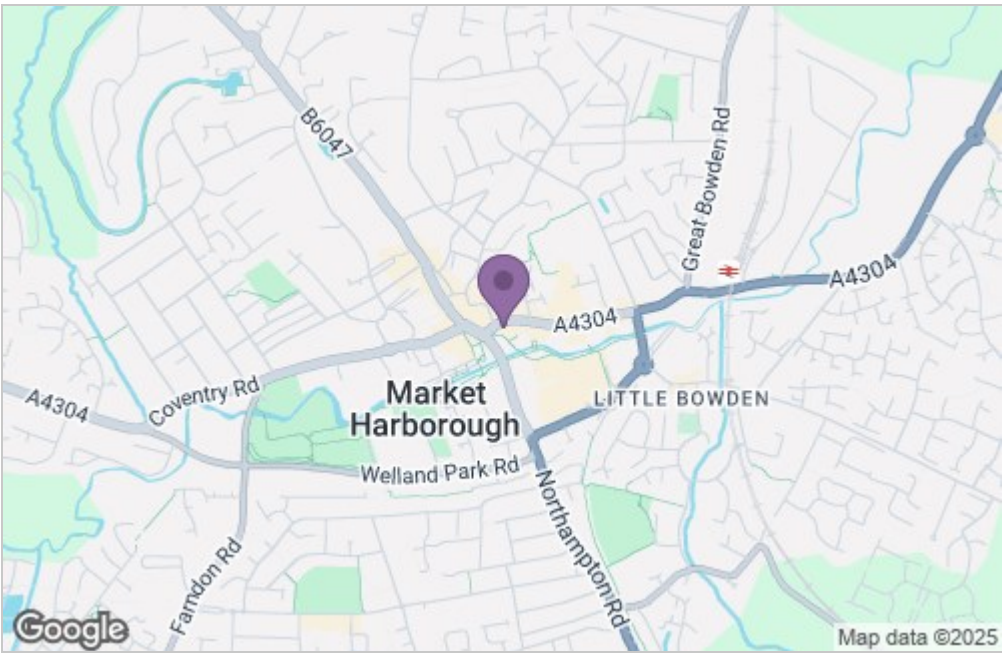 B6047
Great Bowden Rd
A4304
A4304
Coventry Rd
A4304
Market
Harborough
LITTLE BOWDEN
Welland Park Rd
Northampton Rd
Farndon Rd
Google
Map data ©2025